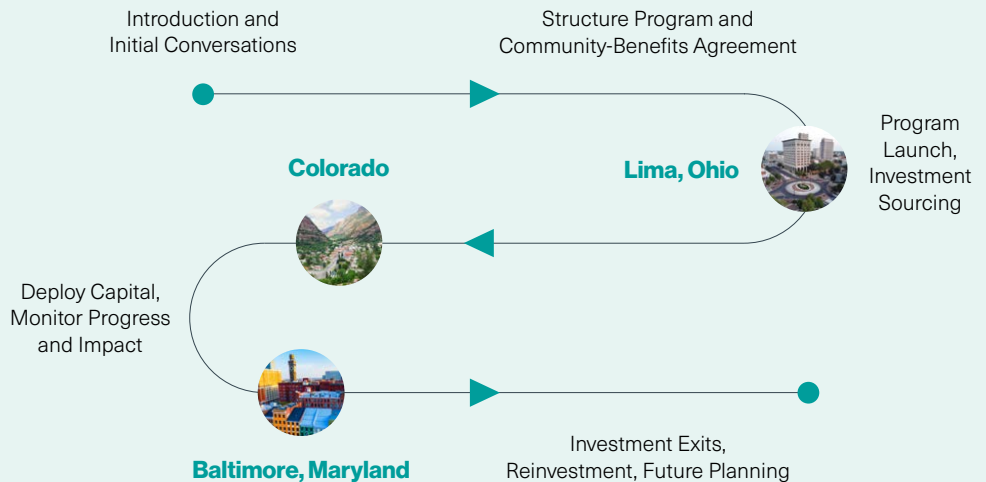 Introduction and
Initial Conversations
Structure Program and
Community-Benefits Agreement
Program
Launch,
Investment
Sourcing
Lima, Ohio
Colorado
Deploy Capital,
Monitor Progress
and Impact
Baltimore, Maryland
Investment Exits,
Reinvestment, Future Planning